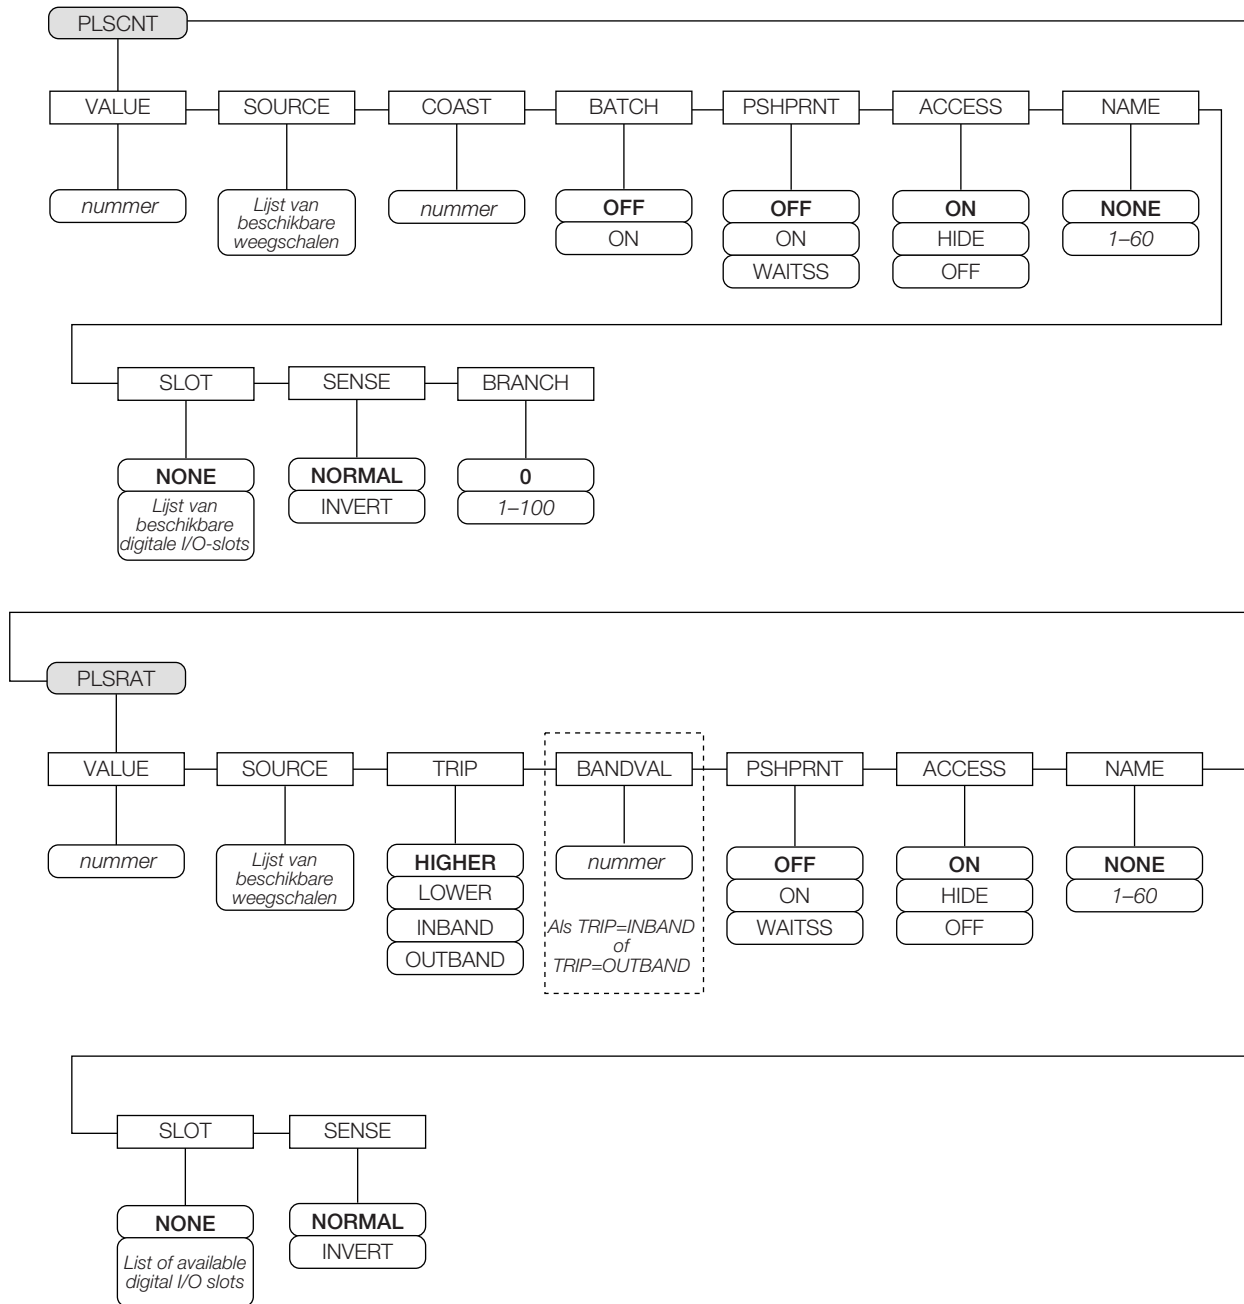 PLSCNT
VALUE
SOURCE
COAST
BATCH
PSHPRNT
ACCESS
NAME
nummer
Lijst van
beschikbare
weegschalen
nummer
OFF
ON
OFF
ON
WAITSS
ON
HIDE
OFF
NONE
1–60
SLOT
SENSE
BRANCH
NONE
Lijst van
beschikbare
digitale I/O-slots
NORMAL
INVERT
0
1–100
PLSRAT
VALUE
SOURCE
TRIP
BANDVAL
PSHPRNT
ACCESS
NAME
nummer
Lijst van
beschikbare
weegschalen
HIGHER
LOWER
INBAND
OUTBAND
nummer
Als TRIP=INBAND
of
TRIP=OUTBAND
OFF
ON
WAITSS
ON
HIDE
OFF
NONE
1–60
SLOT
SENSE
NONE
List of available
digital I/O slots
NORMAL
INVERT